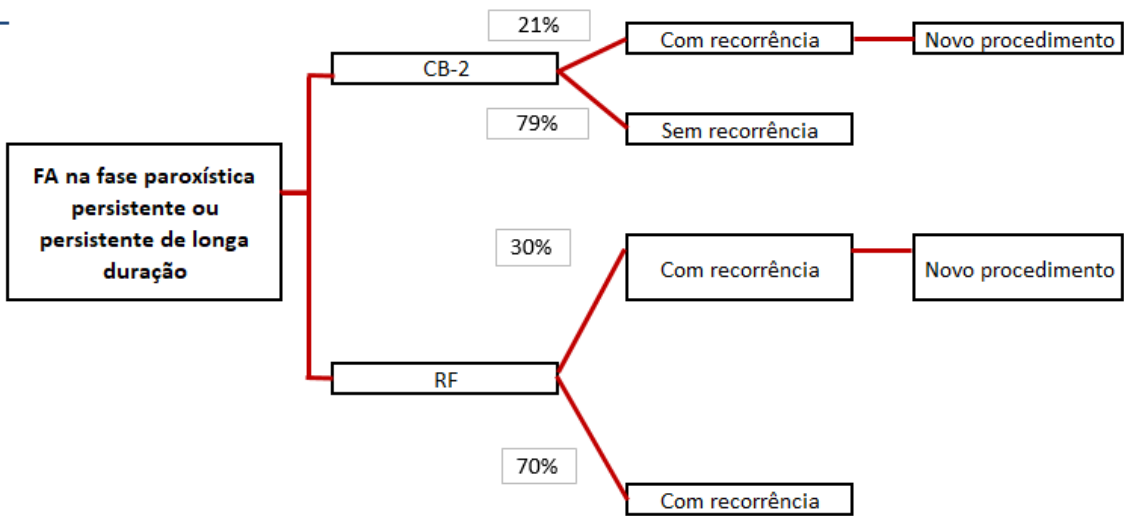 21%
Com recorrência
Novo procedimento
CB-2
79%
Sem recorrência
FA na fase paroxística
persistente ou
persistente de longa
duração
30%
Com recorrência
Novo procedimento
RF
70%
Com recorrência